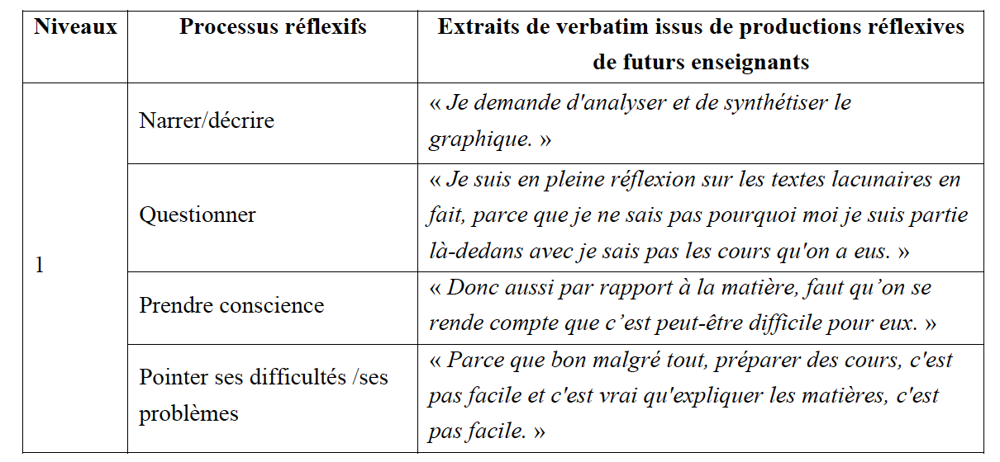 Niveaux Processus réflexifs Extraits de verbatim issus de productions réflexives
de futurs enseignants
1
Narrer/décrire
« Je demande d'analyser et de synthétiser le
graphique. »
Questionner
« Je suis en pleine réflexion sur les textes lacunaires en
fait, parce que je ne sais pas pourquoi moi je suis partie
là-dedans avec je sais pas les cours qu'on a eus. »
Prendre conscience
« Donc aussi par rapport à la matière, faut qu’on se
rende compte que c’est peut-être difficile pour eux. »
Pointer ses difficultés /ses
problèmes
« Parce que bon malgré tout, préparer des cours, c'est
pas facile et c'est vrai qu'expliquer les matières, c'est
pas facile. »